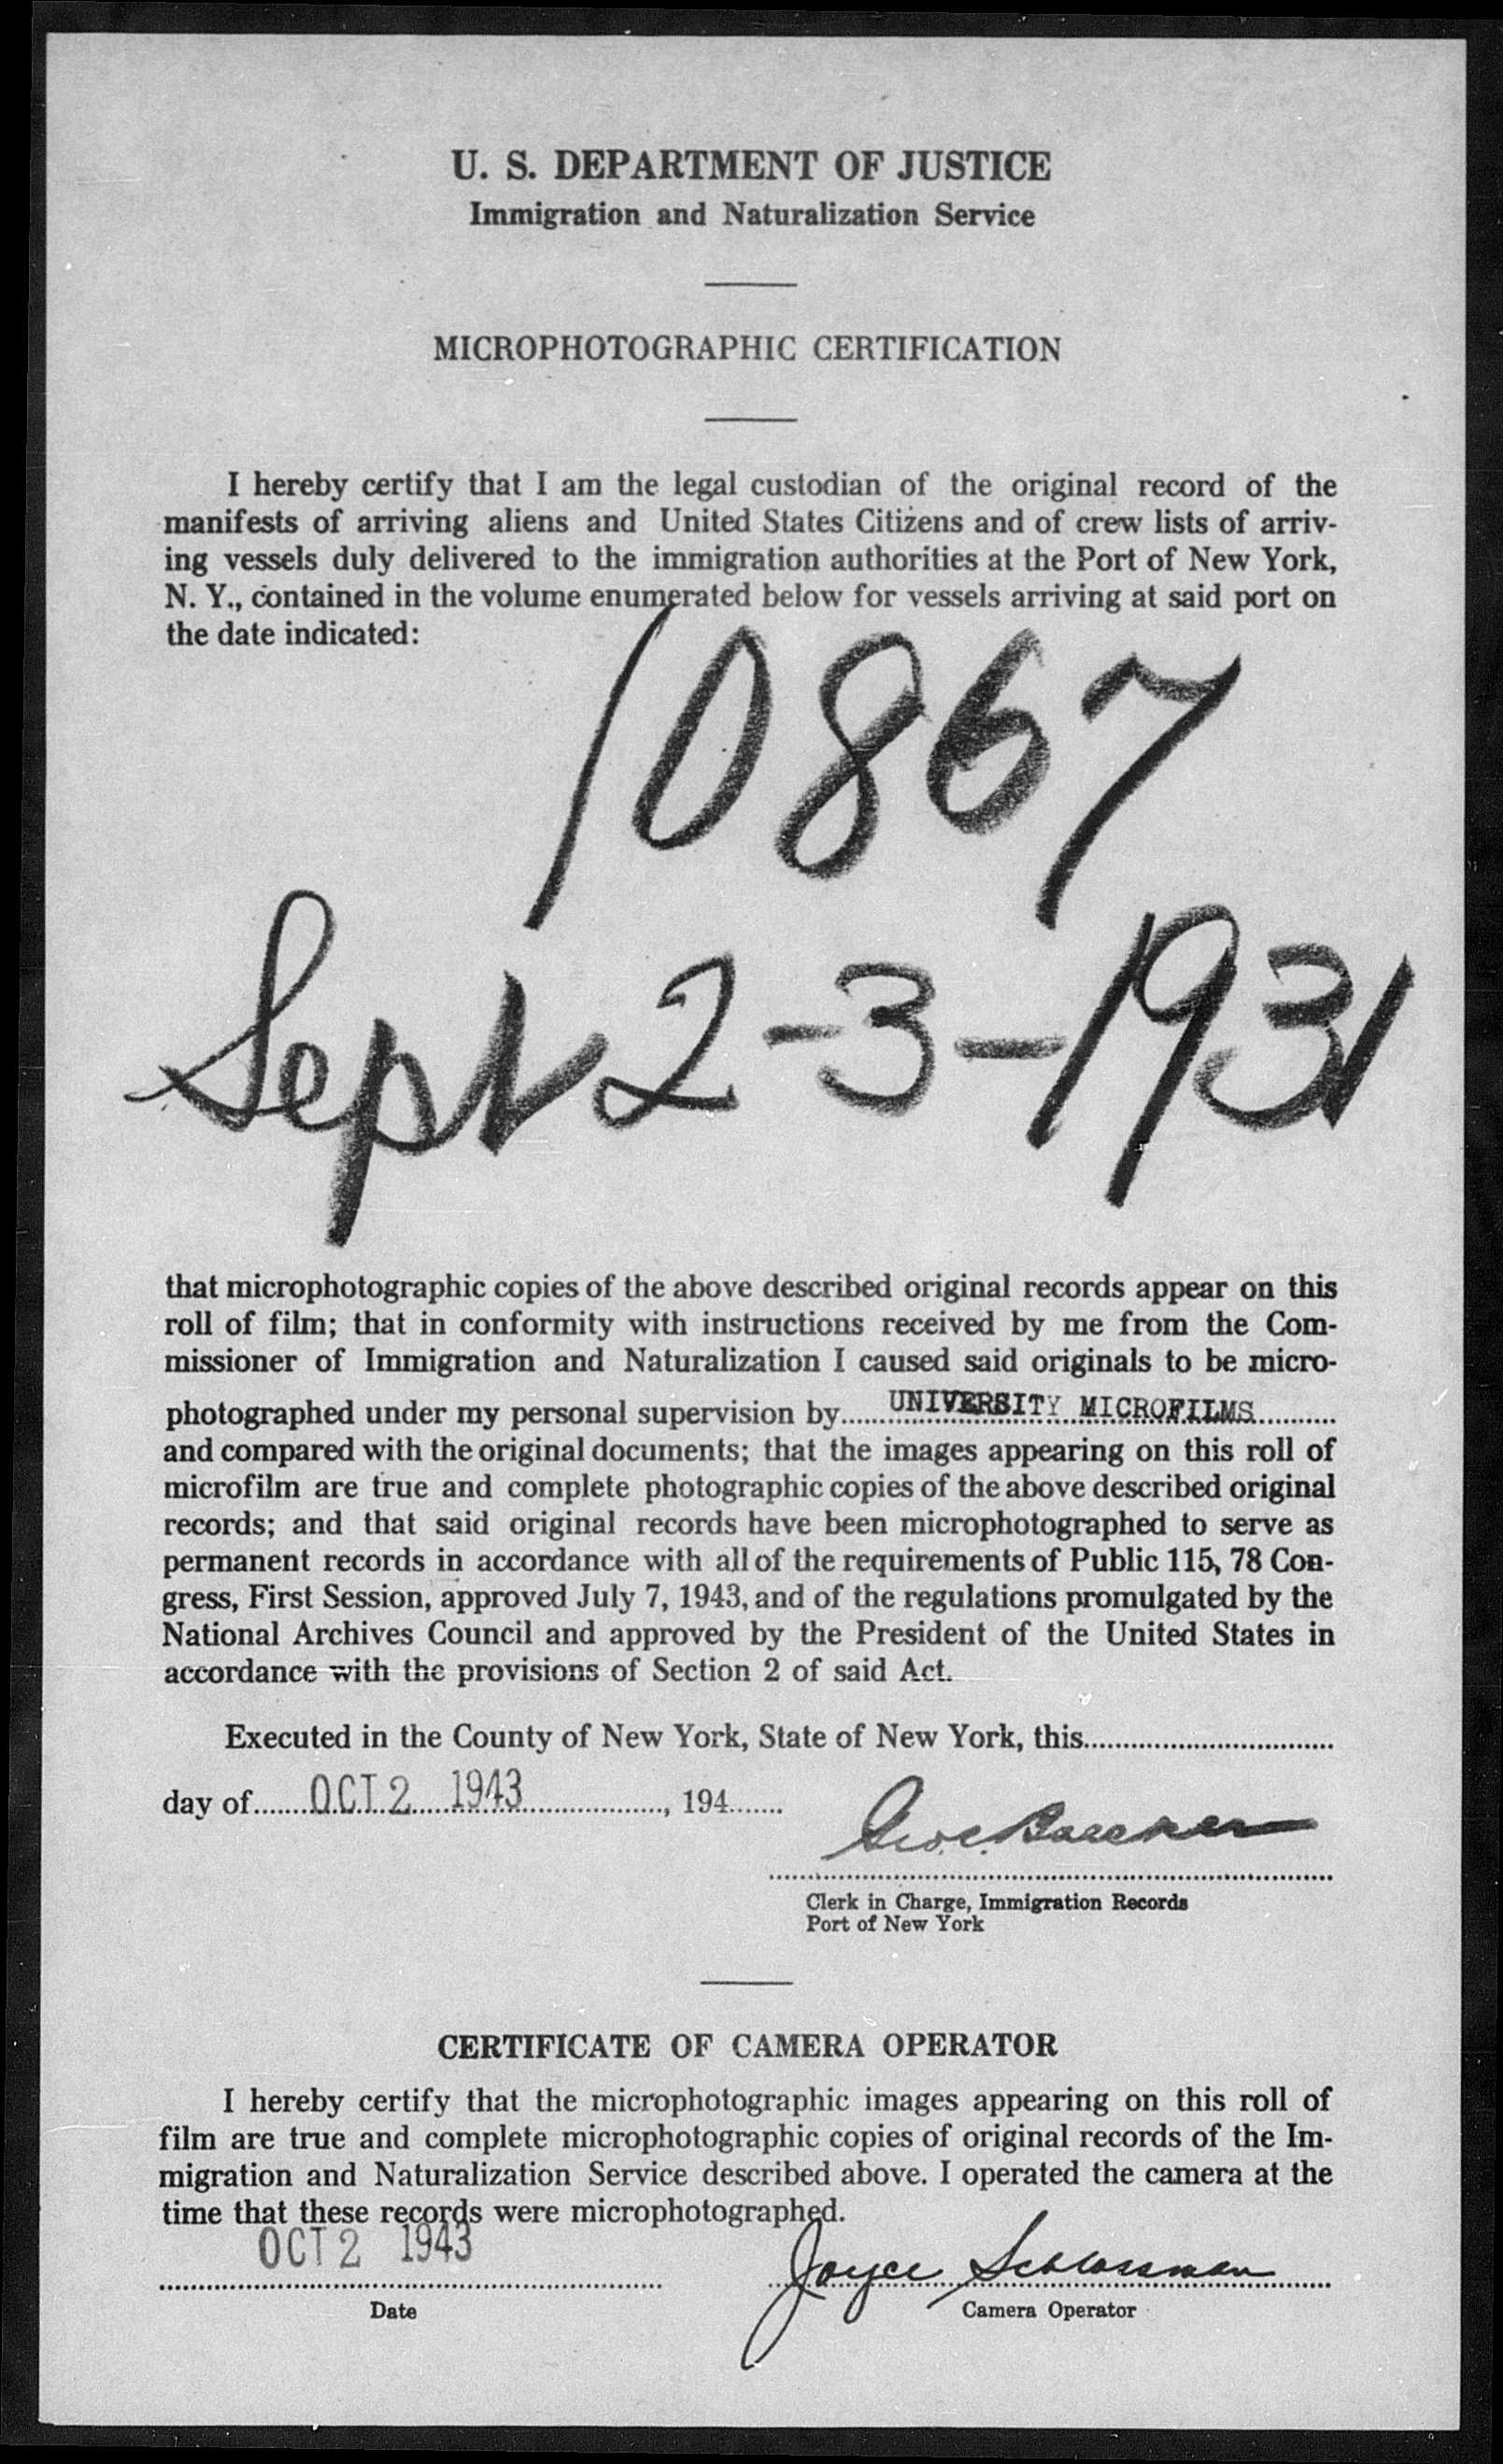 U. S. DEPARTMENT OF JUSTICE
Immigration and Naturalization Service
MICROPHOTOGRAPHIC CERTIFICATION
I hereby certify that I am the legal custodian of the original record of the
manifests of arriving aliens and United States Citizens and of crew lists of arriv-
ing vessels duly delivered to the immigration authorities at the Port of New York,
N. Y., contained in the volume enumerated below for vessels arriving at said port on
the date indicated:
10867
Sept 2-3-1931
that microphotographic copies of the above described original records appear on this
roll of film; that in conformity with instructions received by me from the Com-
missioner of Immigration and Naturalization I caused said originals to be micro-
photographed under my personal supervision by UNIVERSITY MICROFILMS
and compared with the original documents; that the images appearing on this roll of
microfilm are true and complete photographic copies of the above described original
records; and that said original records have been microphotographed to serve as
permanent records in accordance with all of the requirements of Public 115, 78 Con-
gress, First Session, approved July 7, 1943, and of the regulations promulgated by the
National Archives Council and approved by the President of the United States in
accordance with the provisions of Section 2 of said Act.
Executed in the County of New York, State of New York, this
day of OCT 2 1943, 194
Clerk in Charge, Immigration Records
Port of New York
CERTIFICATE OF CAMERA OPERATOR
I hereby certify that the microphotographic images appearing on this roll of
film are true and complete microphotographic copies of original records of the Im-
migration and Naturalization Service described above. I operated the camera at the
time that these records were microphotographed.
OCT 2 1943 Joyce Schlossman
Date Camera Operator